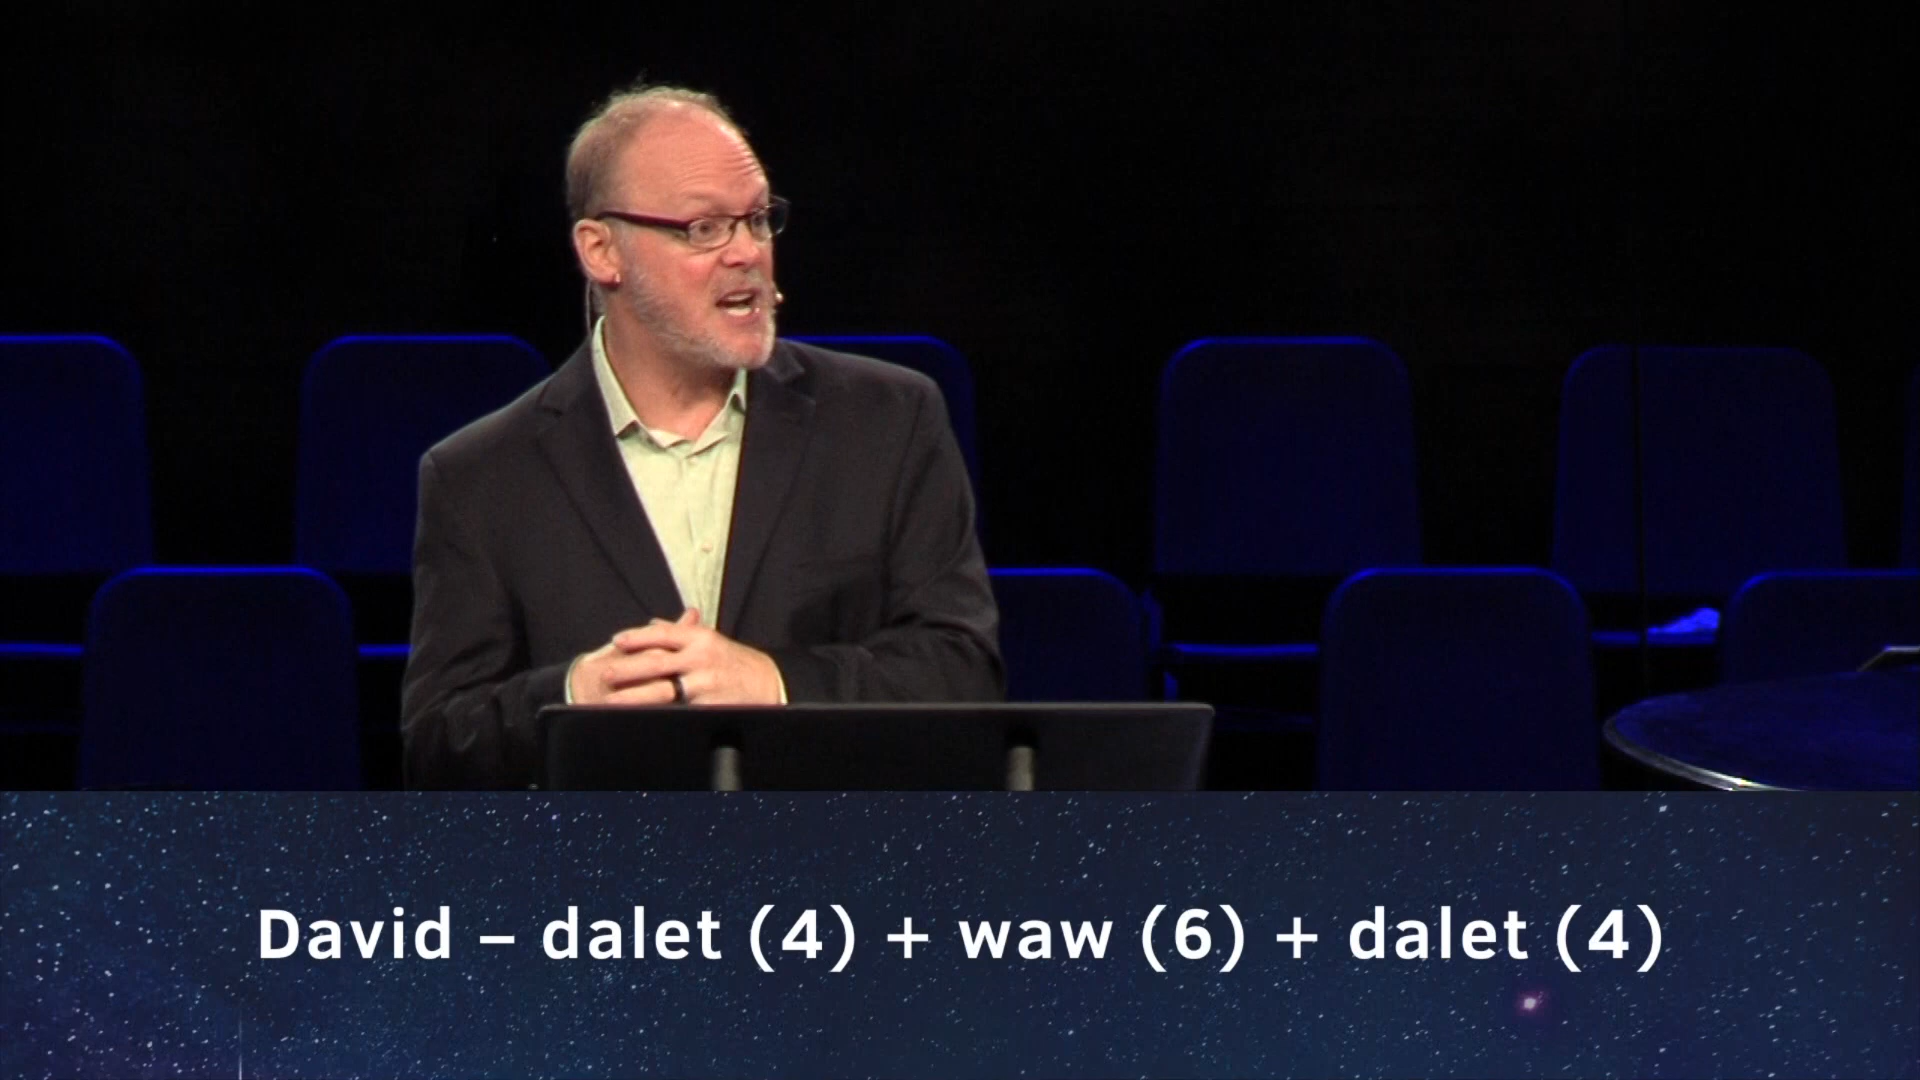 David – dalet (4) + waw (6) + dalet (4)